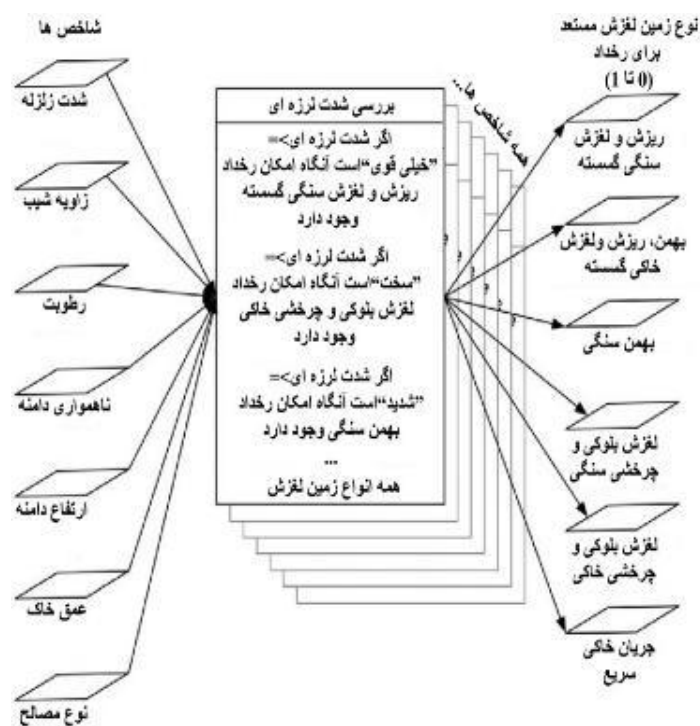 شاخص ها
شدت زلزله
زاویه شیب
رطوبت
ناهمواری دامنه
ارتفاع دامنه
عمق خاک
نوع مصالح
بررسی شدت لرزه ای
اگر شدت لرزه ای>=
"خیلی قوی"است آنگاه امکان رخداد
ریزش و لغزش سنگی گسسته
وجود دارد
اگر شدت لرزه ای>=
"سخت"است آنگاه امکان رخداد
لغزش بلوکی و چرخشی خاکی
وجود دارد
اگر شدت لرزه ای>=
"شدید"است آنگاه امکان رخداد
بهمن سنگی وجود دارد
...
همه انواع زمین لغزش
همه شاخص ها...
نوع زمین لغزش مستعد
برای رخداد
(0 تا 1)
ریزش و لغزش
سنگی گسسته
بهمن، ریزش ولغزش
خاکی گسسته
بهمن سنگی
لغزش بلوکی و
چرخشی سنگی
لغزش بلوکی و
چرخشی خاکی
جریان خاکی
سریع